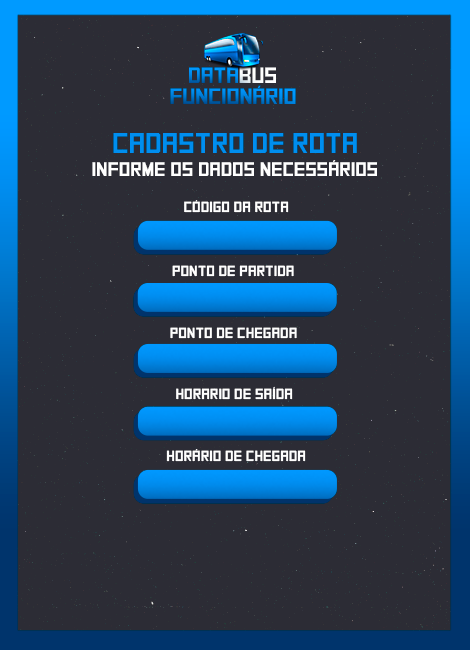 DATABUS
FUNCIONÁRIO
CADASTRO DE ROTA
INFORME OS DADOS NECESSÁRIOS
CÓDIGO DA ROTA
PONTO DE PARTIDA
PONTO DE CHEGADA
HORARIO DE SAÍDA
HORÁRIO DE CHEGADA